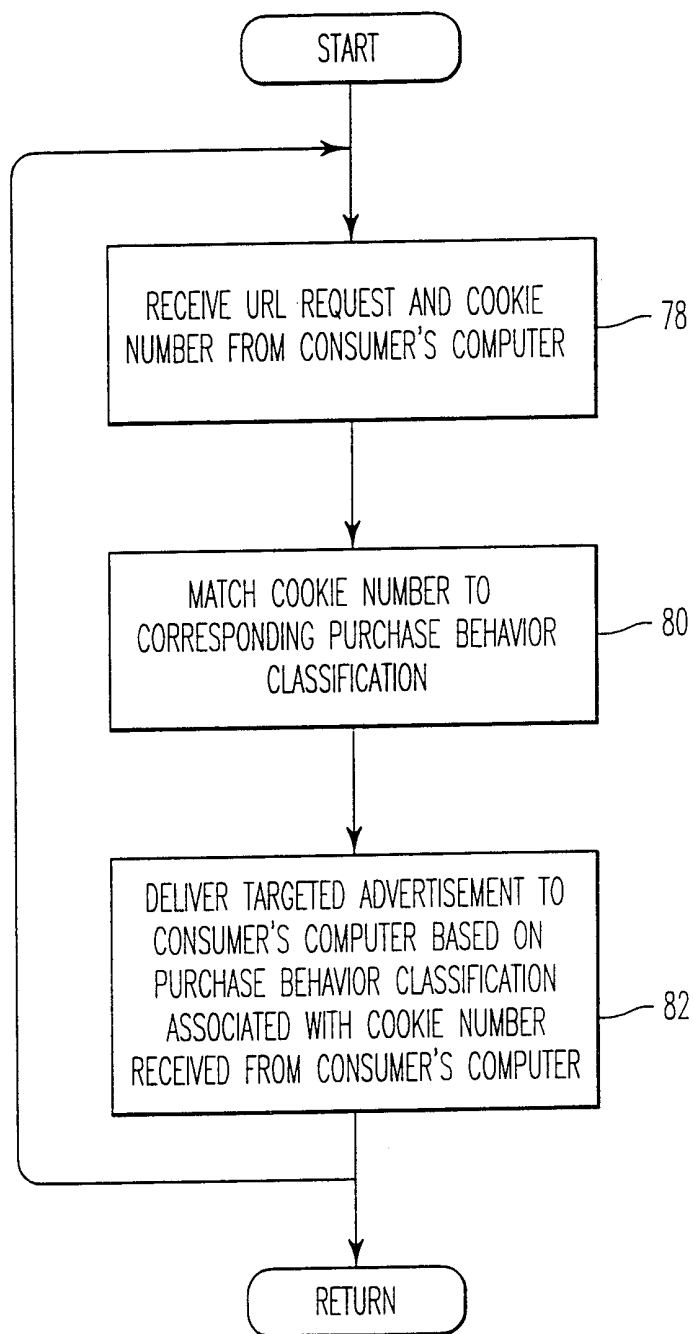 START
RECEIVE URL REQUEST AND COOKIE
NUMBER FROM CONSUMER'S COMPUTER
78
MATCH COOKIE NUMBER TO
CORRESPONDING PURCHASE BEHAVIOR
CLASSIFICATION
80
DELIVER TARGETED ADVERTISEMENT TO
CONSUMER'S COMPUTER BASED ON
PURCHASE BEHAVIOR CLASSIFICATION
ASSOCIATED WITH COOKIE NUMBER
RECEIVED FROM CONSUMER'S COMPUTER
82
RETURN